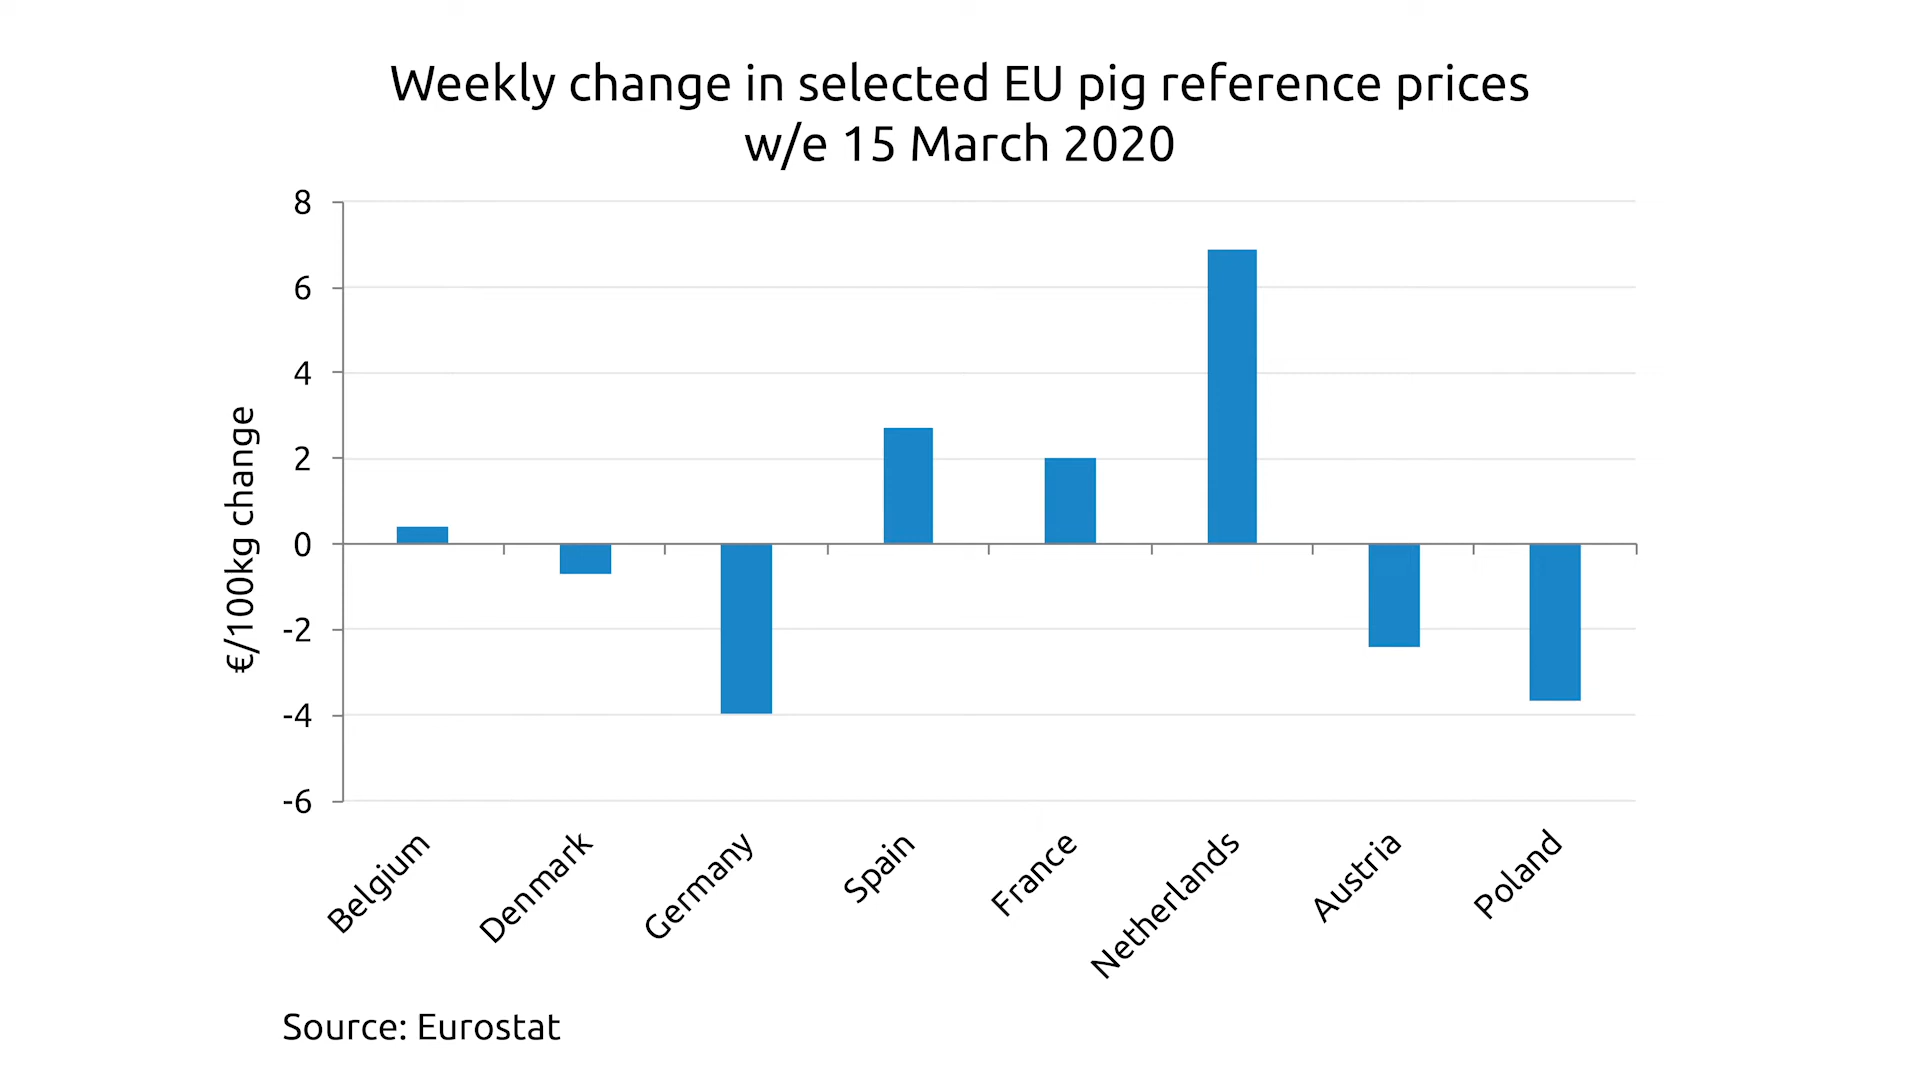 Weekly change in selected EU pig reference prices
w/e 15 March 2020
€/100kg change
8
6
4
2
0
-2
-4
-6
Belgium
Denmark
Germany
Spain
France
Netherlands
Austria
Poland
Source: Eurostat